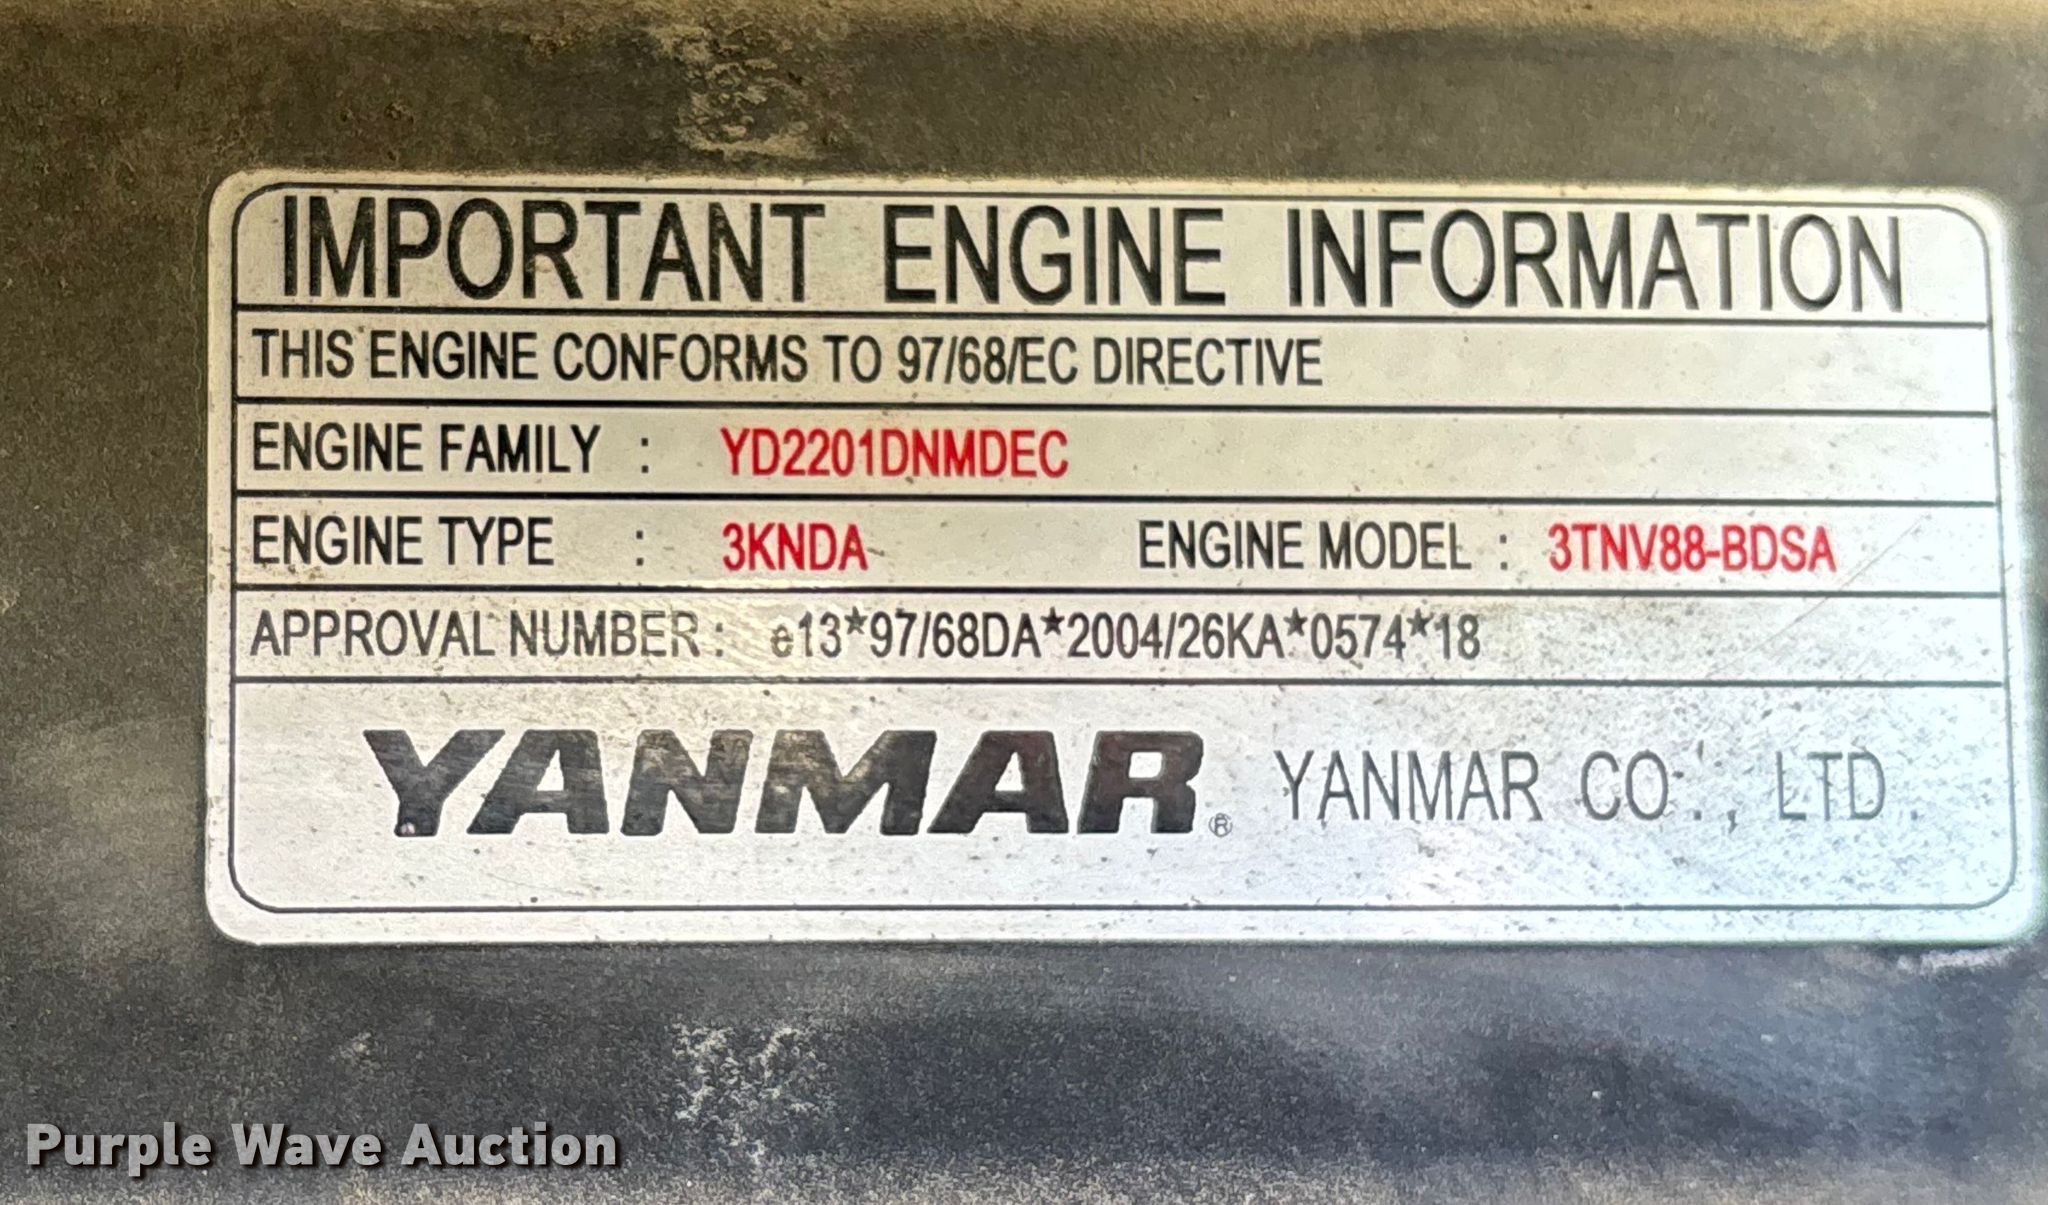 IMPORTANT ENGINE INFORMATION
THIS ENGINE CONFORMS TO 97/68/EC DIRECTIVE
ENGINE FAMILY : YD2201DNMDEC
ENGINE TYPE : 3KNDA ENGINE MODEL : 3TNV88-BDSA
APPROVAL NUMBER : e13*97/68DA*2004/26KA*0574*18
YANMAR® YANMAR CO., LTD.
Purple Wave Auction